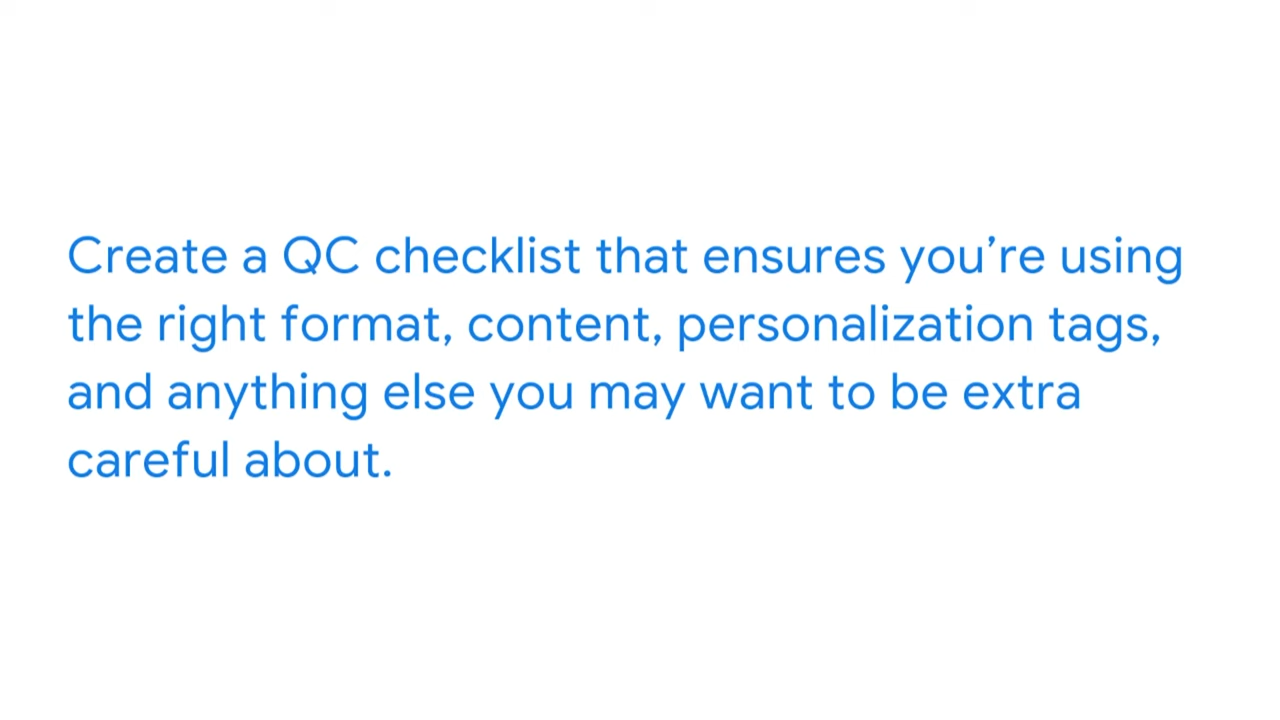 Create a QC checklist that ensures you’re using
the right format, content, personalization tags,
and anything else you may want to be extra
careful about.